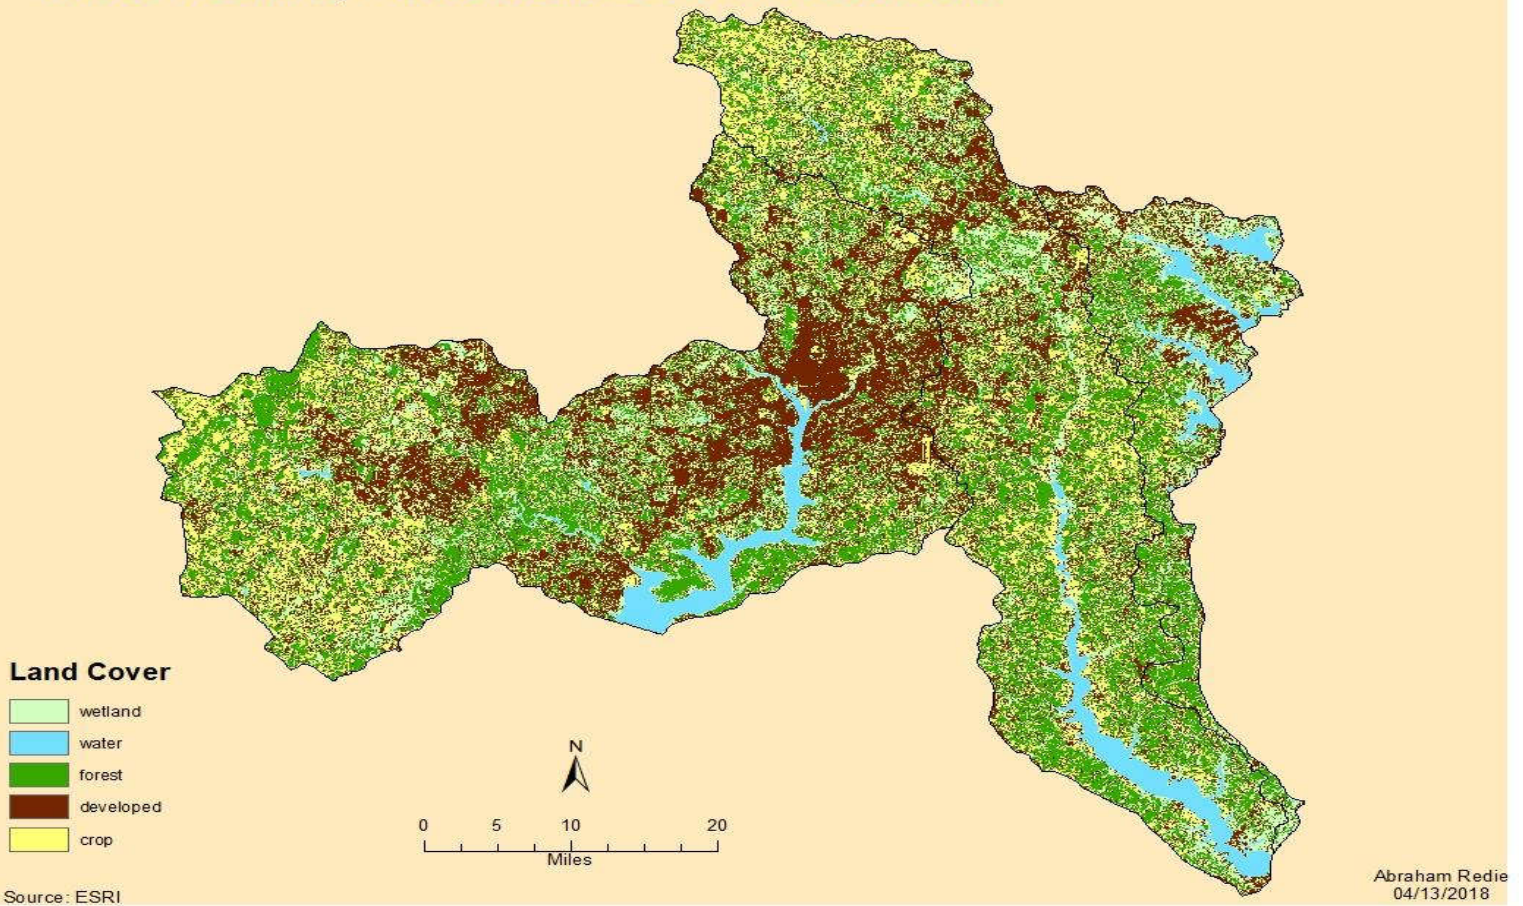 Land Cover
wetland
water
forest
developed
crop
N
0 5 10 20
Miles
Source: ESRI
Abraham Redie
04/13/2018